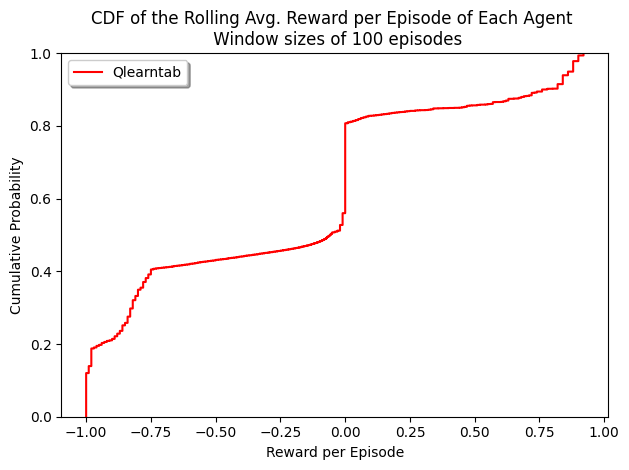 CDF of the Rolling Avg. Reward per Episode of Each Agent
Window sizes of 100 episodes
Qlearntab
Cumulative Probability
1.0
0.8
0.6
0.4
0.2
0.0
−1.00 −0.75 −0.50 −0.25 0.00 0.25 0.50 0.75 1.00
Reward per Episode